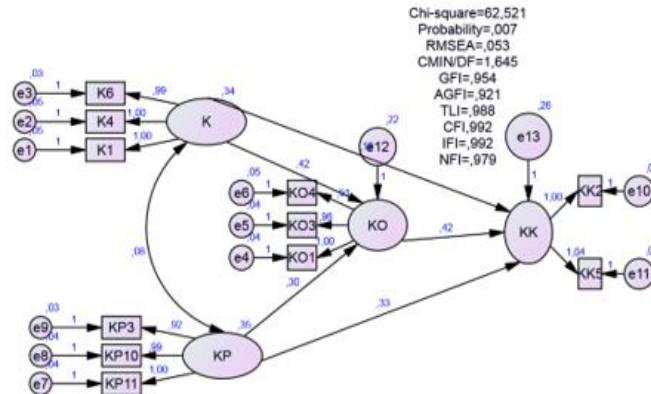 Chi-square=62,521
Probability=,007
RMSEA=,053
CMIN/DF=1,645
GFI=,954
AGFI=,921
TLI=,988
CFI,992
IFI=,992
NFI=,979
,03
e3 1 K6 ,99
,05
e2 1 K4 1,00
,05
e1 1 K1 1,00
,34
K
,22
e12
1
,26
e13
1
,42
,05
e6 1 KO4
,04
e5 1 KO3
,04
e4 1 KO1 1,00
KO
,42
KK
1,00 KK2 1 e10
1,04 KK5 1 e11
,30
,33
,03
e9 1 KP3 ,92
,04
e8 1 KP10 ,99
,04
e7 1 KP11 1,00
,35
KP